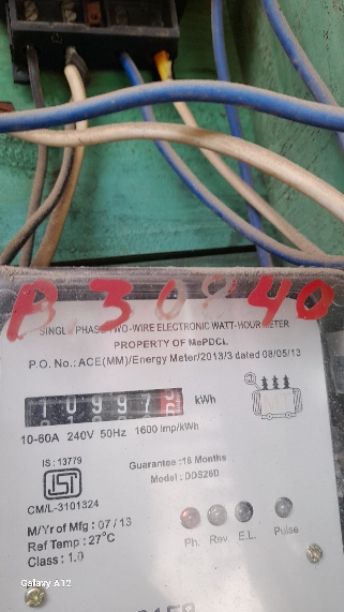 B.30840
SINGLE PHASE TWO-WIRE ELECTRONIC WATT-HOUR METER
PROPERTY OF MePDCL
P.O. No.: ACE(MM)/Energy Meter/2013/3 dated 08/05/13
10997 kWh
10-60A 240V 50Hz 1600 Imp/kWh
IS : 13779
Guarantee :18 Months
Model : DDS26D
CM/L-3101324
M/Yr of Mfg : 07 / 13
Ref Temp : 27°C
Class : 1.0
Ph. Rev. E.L. Pulse
Galaxy A12